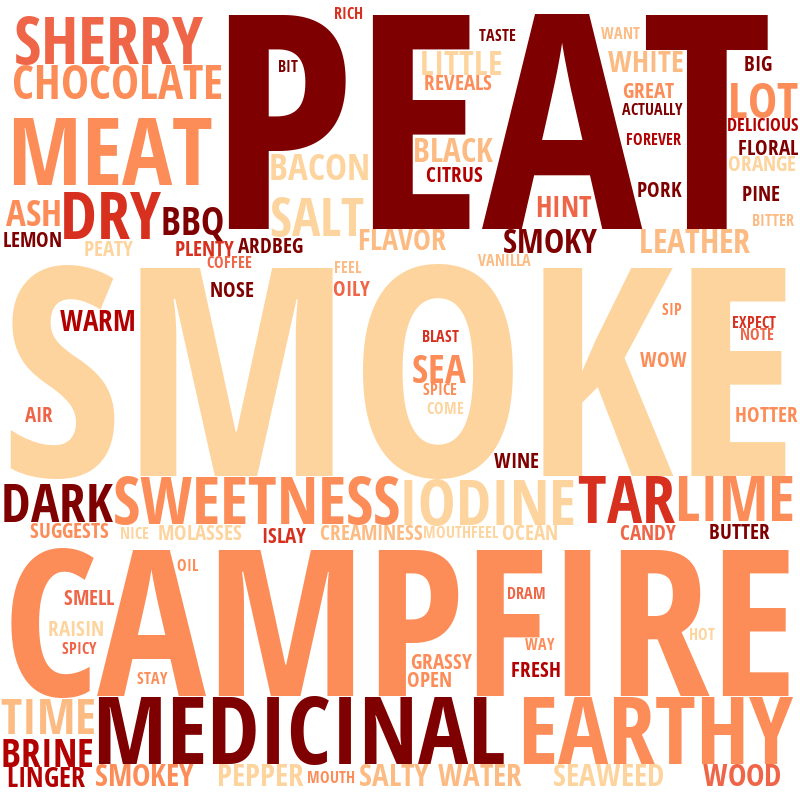 RICH
SHERRY
PEAT
TASTE
WANT
CHOCOLATE
BIT
LITTLE
WHITE
BIG
REVEALS
GREAT
LOT
ACTUALLY
DELICIOUS
MEAT
BLACK
FOREVER
FLORAL
BACON
ORANGE
CITRUS
PORK
PINE
ASH
DRY
BBQ
SALT
HINT
BITTER
LEMON
PEATY
PLENTY
ARDBEG
FLAVOR
SMOKY
LEATHER
COFFEE
FEEL
VANILLA
SMOKE
NOSE
OILY
WARM
SIP
EXPECT
BLAST
NOTE
SEA
WOW
SPICE
COME
AIR
HOTTER
WINE
DARK
SWEETNESS
IODINE
TAR
LIME
SUGGESTS
NICE
MOLASSES
ISLAY
CREAMINESS
MOUTHFEEL
OCEAN
CANDY
BUTTER
CAMPFIRE
OIL
SMELL
DRAM
RAISIN
HOT
SPICY
WAY
GRASSY
STAY
OPEN
FRESH
TIME
MEDICINAL
EARTHY
BRINE
LINGER
SMOKEY
PEPPER
MOUTH
SALTY
WATER
SEAWEED
WOOD